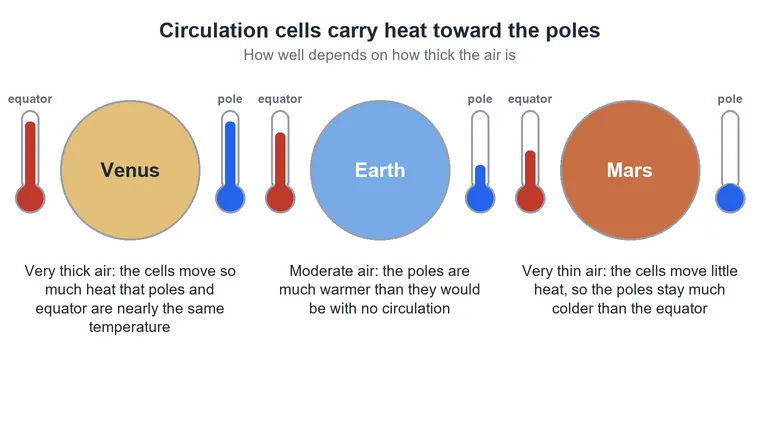 Circulation cells carry heat toward the poles
How well depends on how thick the air is
equator
pole
equator
pole
equator
pole
Venus
Earth
Mars
Very thick air: the cells move so
much heat that poles and
equator are nearly the same
temperature
Moderate air: the poles are
much warmer than they would
be with no circulation
Very thin air: the cells move little
heat, so the poles stay much
colder than the equator